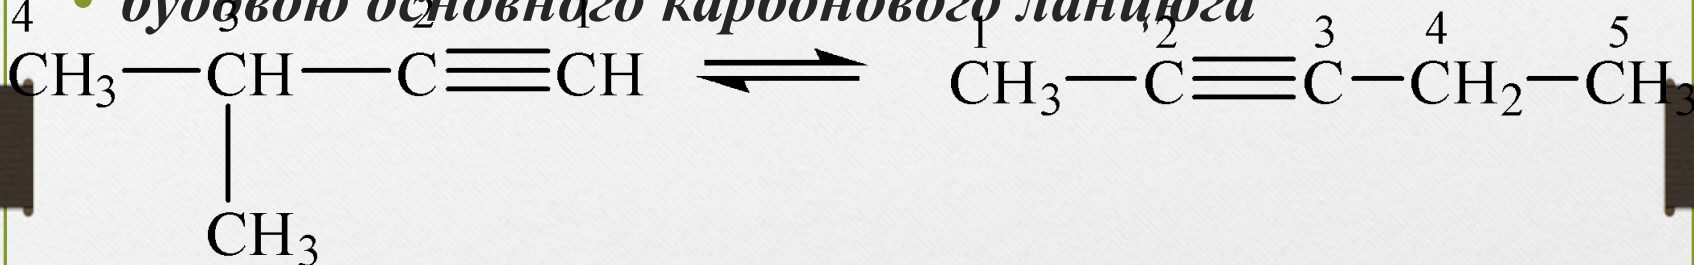 • будовою основного карбонового ланцюга
4 3 2 1 1 2 3 4 5
CH₃—CH—C≡CH ⇌ CH₃—C≡C—CH₂—CH₃
CH₃